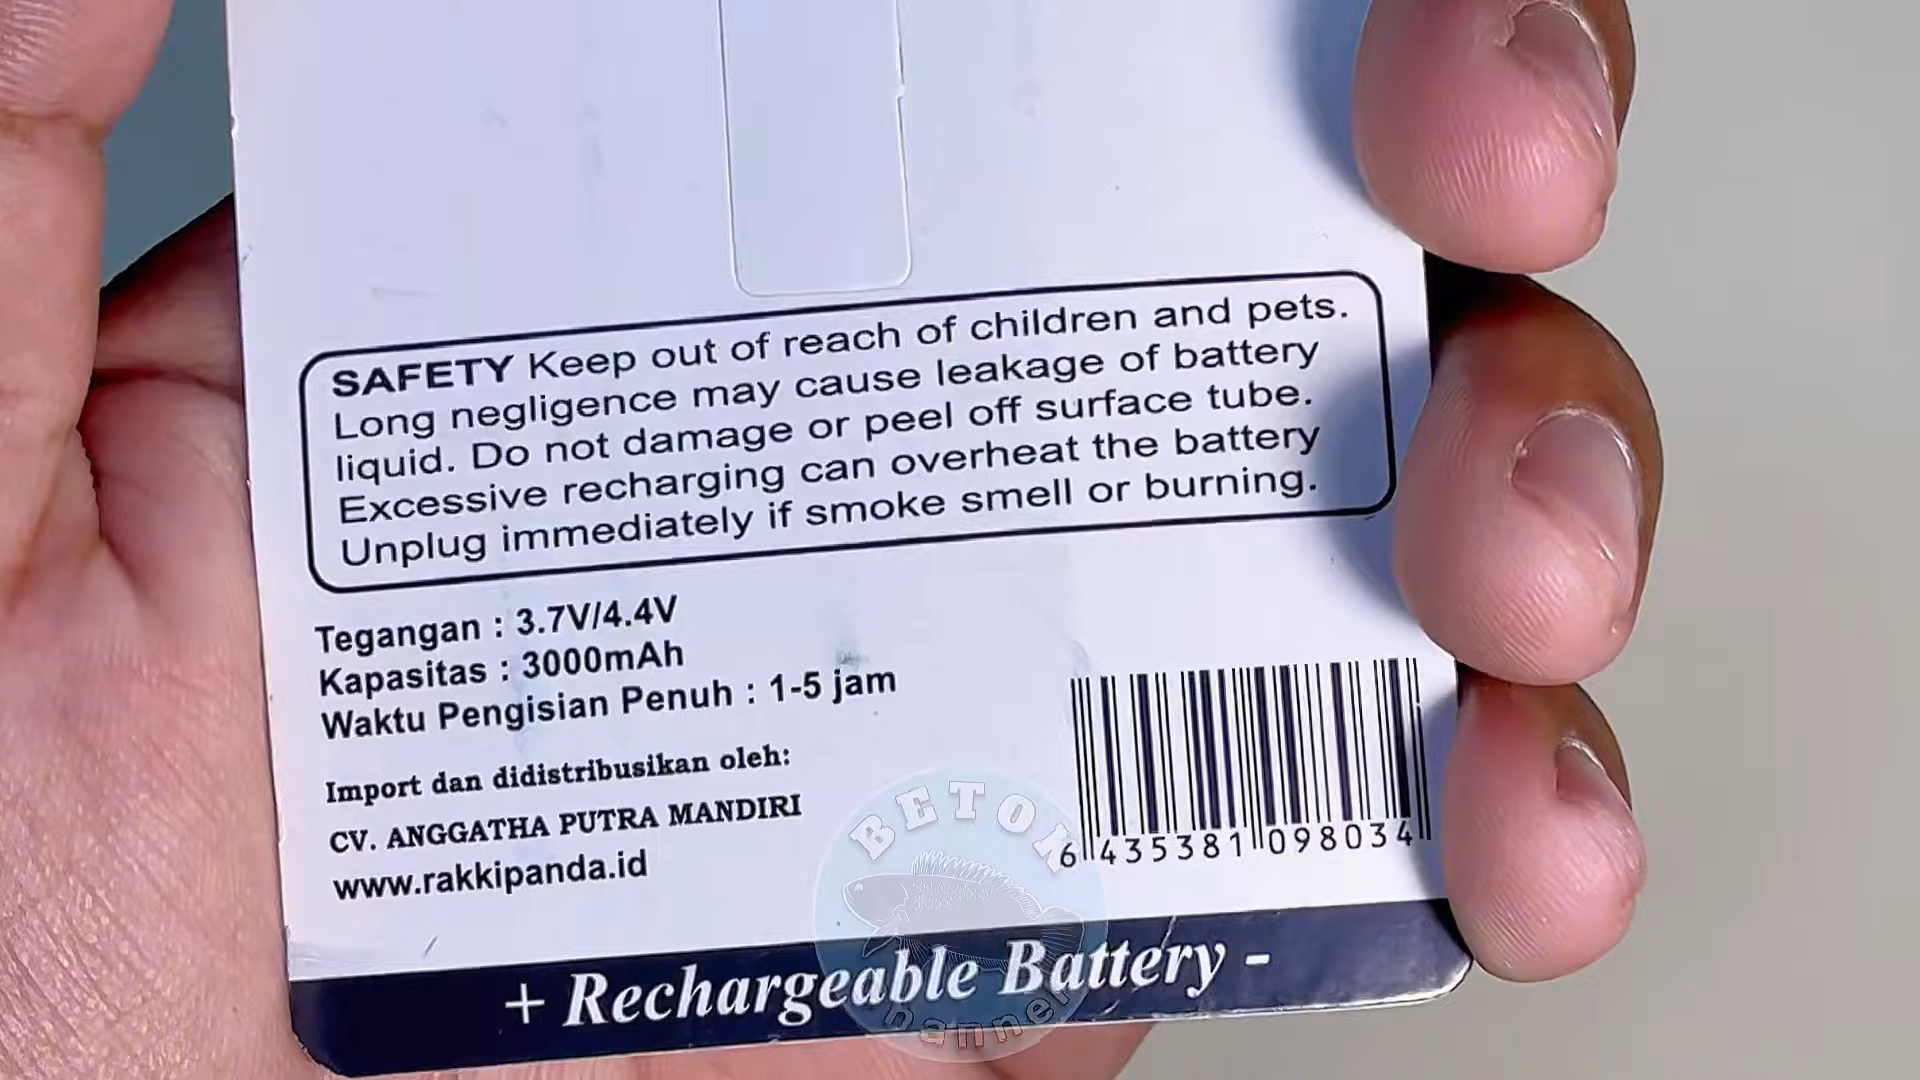 SAFETY Keep out of reach of children and pets.
Long negligence may cause leakage of battery
liquid. Do not damage or peel off surface tube.
Excessive recharging can overheat the battery
Unplug immediately if smoke smell or burning.
Tegangan : 3.7V/4.4V
Kapasitas : 3000mAh
Waktu Pengisian Penuh : 1-5 jam
Import dan didistribusikan oleh:
CV. ANGGATHA PUTRA MANDIRI
www.rakkipanda.id
6 435381 098034
BETOK
+ Rechargeable Battery -